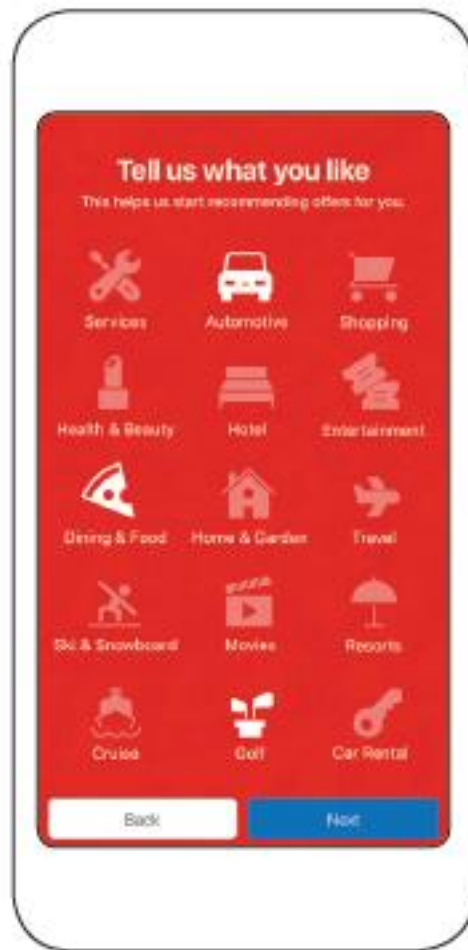 Tell us what you like
This helps us start recommending offers for you.
Services Automotive Shopping
Health & Beauty Hotel Entertainment
Dining & Food Home & Garden Travel
Ski & Snowboard Movies Resorts
Cruise Golf Car Rental
Back Next